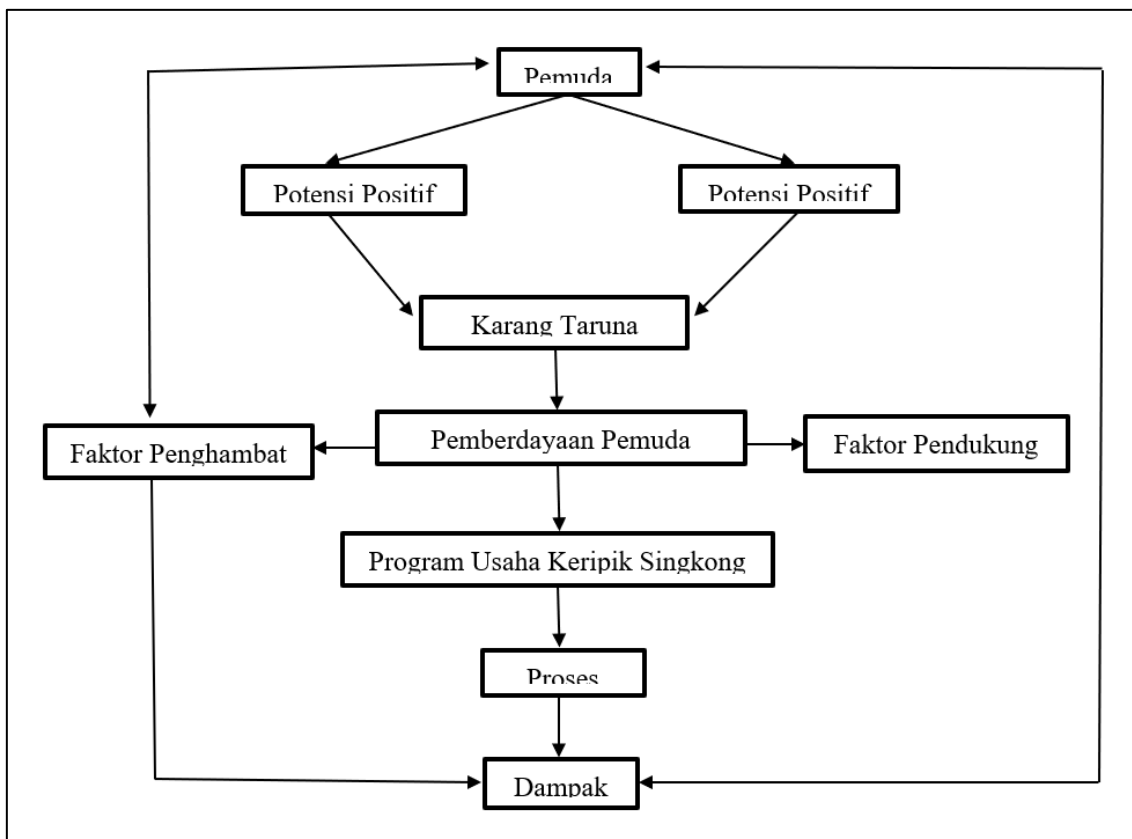 Pemuda
Potensi Positif
Potensi Positif
Karang Taruna
Faktor Penghambat
Pemberdayaan Pemuda
Faktor Pendukung
Program Usaha Keripik Singkong
Proses
Dampak